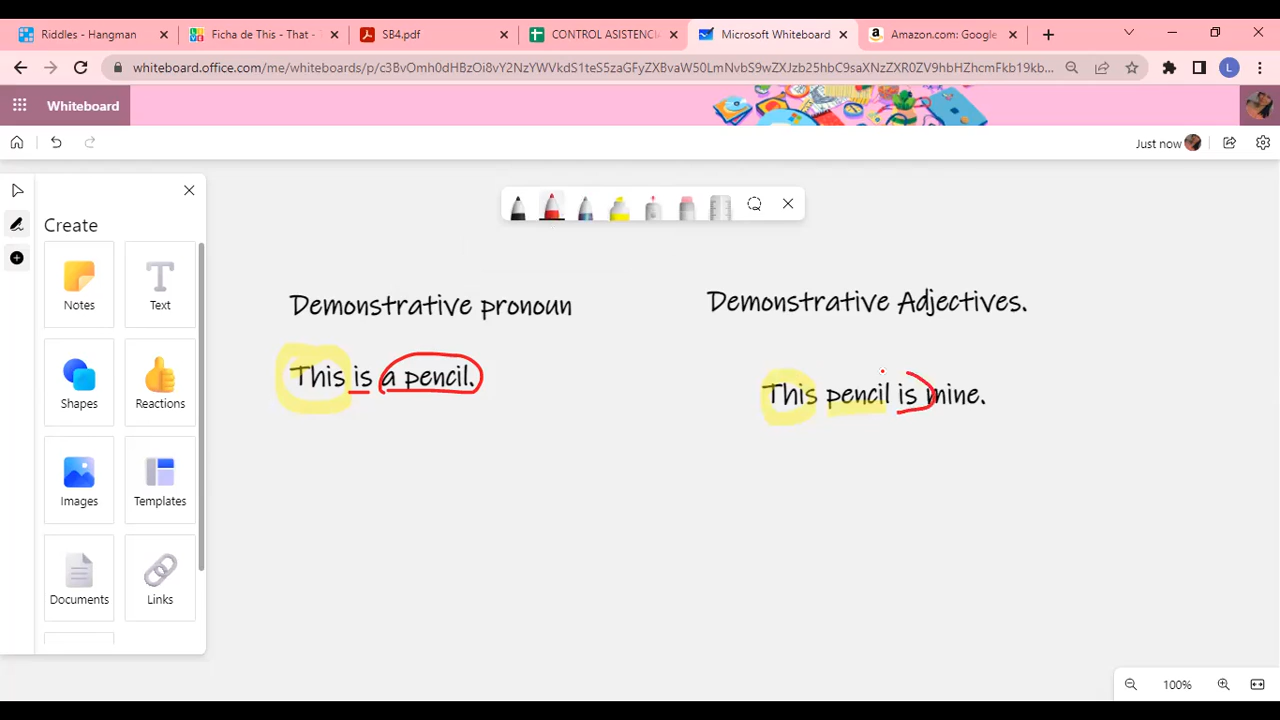 Riddles - Hangman
Ficha de This - That -
SB4.pdf
CONTROL ASISTENCI
Microsoft Whiteboard
Amazon.com: Google
whiteboard.office.com/me/whiteboards/p/
L
Whiteboard
Just now
Create
Notes
Text
Shapes
Reactions
Images
Templates
Documents
Links
Demonstrative pronoun
This is a pencil.
Demonstrative Adjectives.
This pencil is mine.
100%